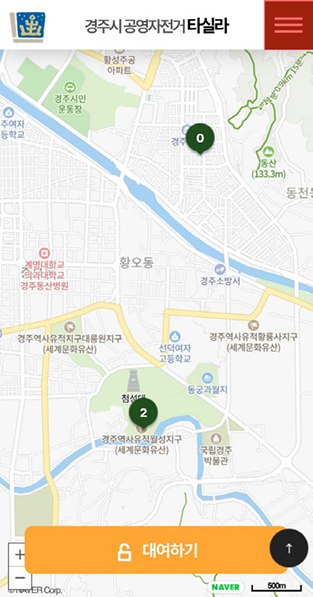 경주시 공영자전거 타실라
황성주공
아파트
경주시민
운동장
주여자
등학교
경주
0
동산
(133.3m)
동천동
계명대학교
의과대학교
경주동산병원
황오동
경주소방서
경주역사유적지구대릉원지구
(세계문화유산)
경주역사유적황룡사지구
(세계문화유산)
선덕여자
고등학교
첨성대
동궁과월지
2
경주역사유적월성지구
(세계문화유산)
국립경주
박물관
대여하기
↑
+
−
© NAVER Corp.
NAVER
500m